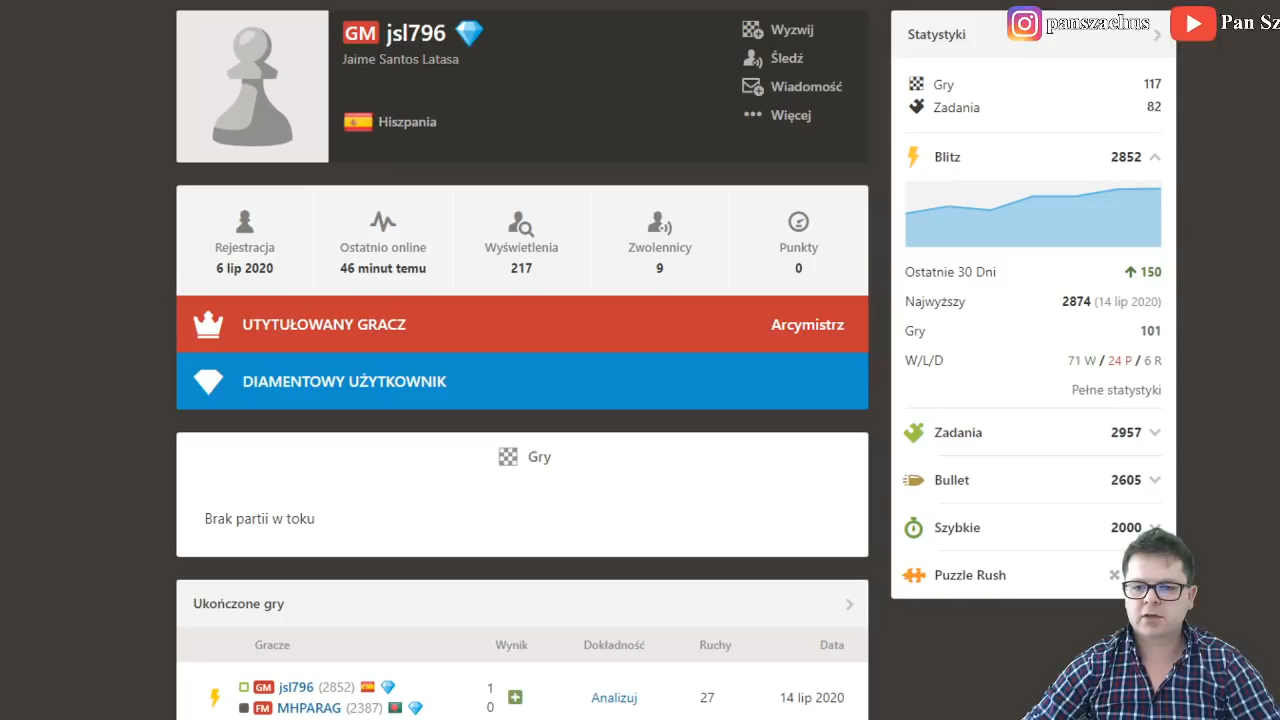 GM jsl796
Jaime Santos Latasa
Hiszpania
Wyzwij
Śledź
Wiadomość
Więcej
Rejestracja
6 lip 2020
Ostatnio online
46 minut temu
Wyświetlenia
217
Zwolennicy
9
Punkty
0
UTYTUŁOWANY GRACZ Arcymistrz
DIAMENTOWY UŻYTKOWNIK
Gry
Brak partii w toku
Ukończone gry
Gracze Wynik Dokładność Ruchy Data
GM jsl796 (2852) 1
FM MHPARAG (2387) 0
Analizuj 27 14 lip 2020
panszachus Pan Sz
Statystyki
Gry 117
Zadania 82
Blitz 2852
Ostatnie 30 Dni 150
Najwyższy 2874 (14 lip 2020)
Gry 101
W/L/D 71 W / 24 P / 6 R
Pełne statystyki
Zadania 2957
Bullet 2605
Szybkie 2000
Puzzle Rush